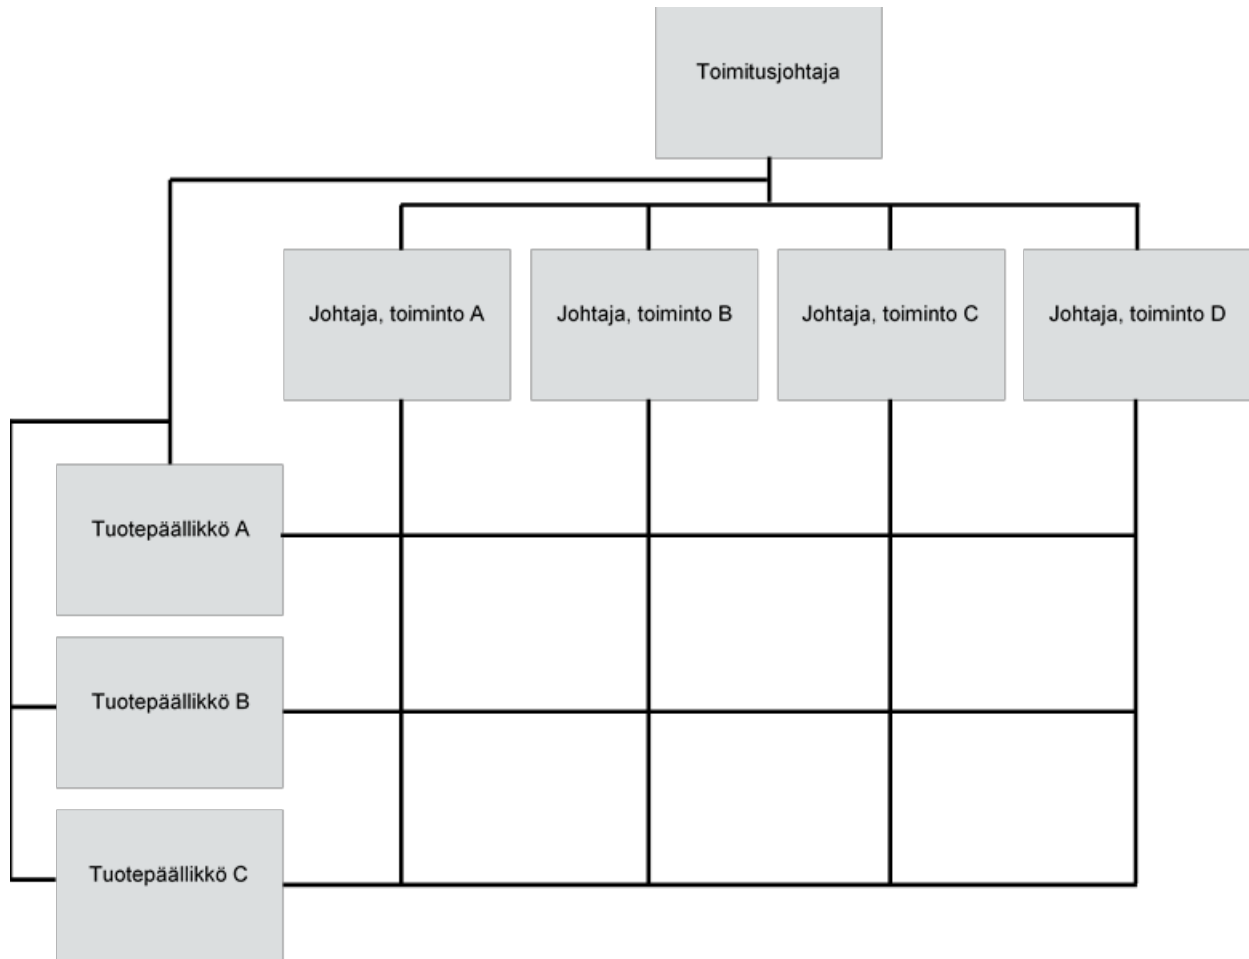 Toimitusjohtaja
Johtaja, toiminto A
Johtaja, toiminto B
Johtaja, toiminto C
Johtaja, toiminto D
Tuotepäällikkö A
Tuotepäällikkö B
Tuotepäällikkö C